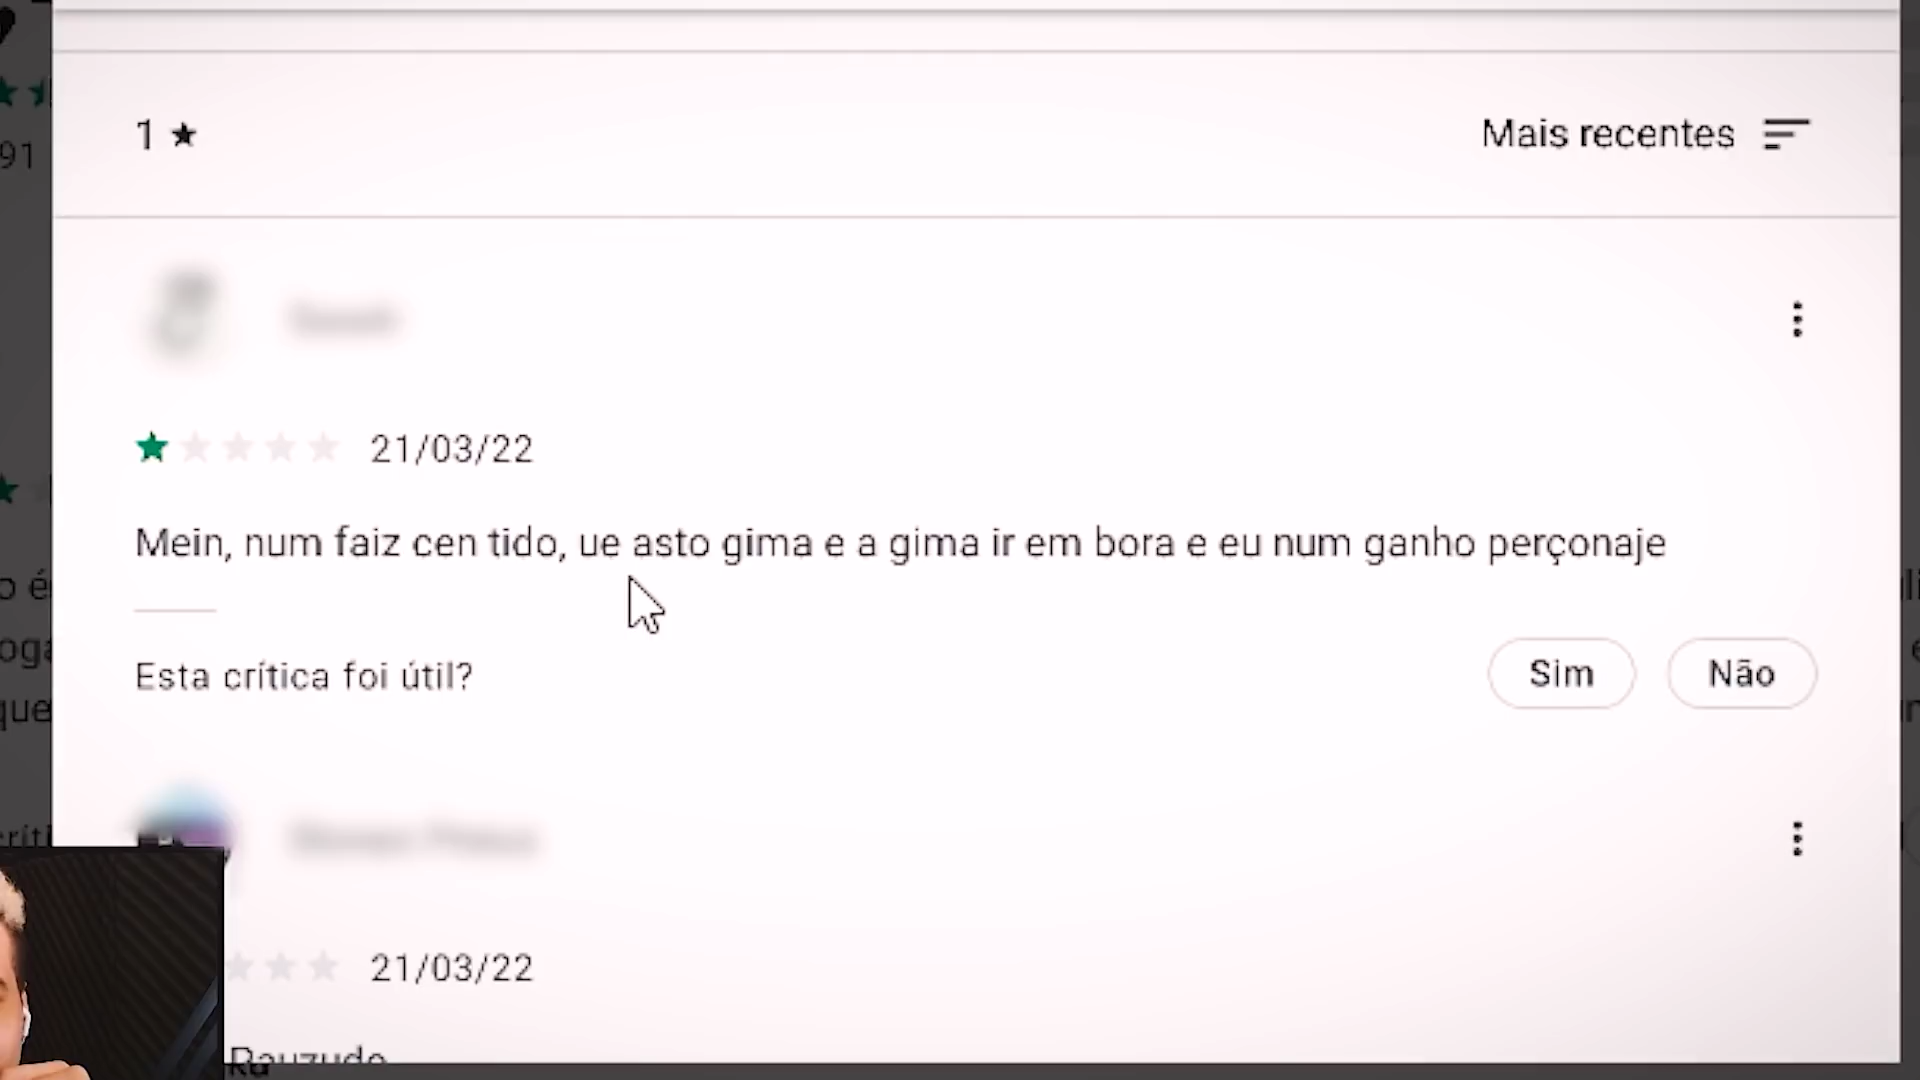 91
1 ★
Mais recentes
21/03/22
Mein, num faiz cen tido, ue asto gima e a gima ir em bora e eu num ganho perçonaje
Esta crítica foi útil?
Sim
Não
21/03/22